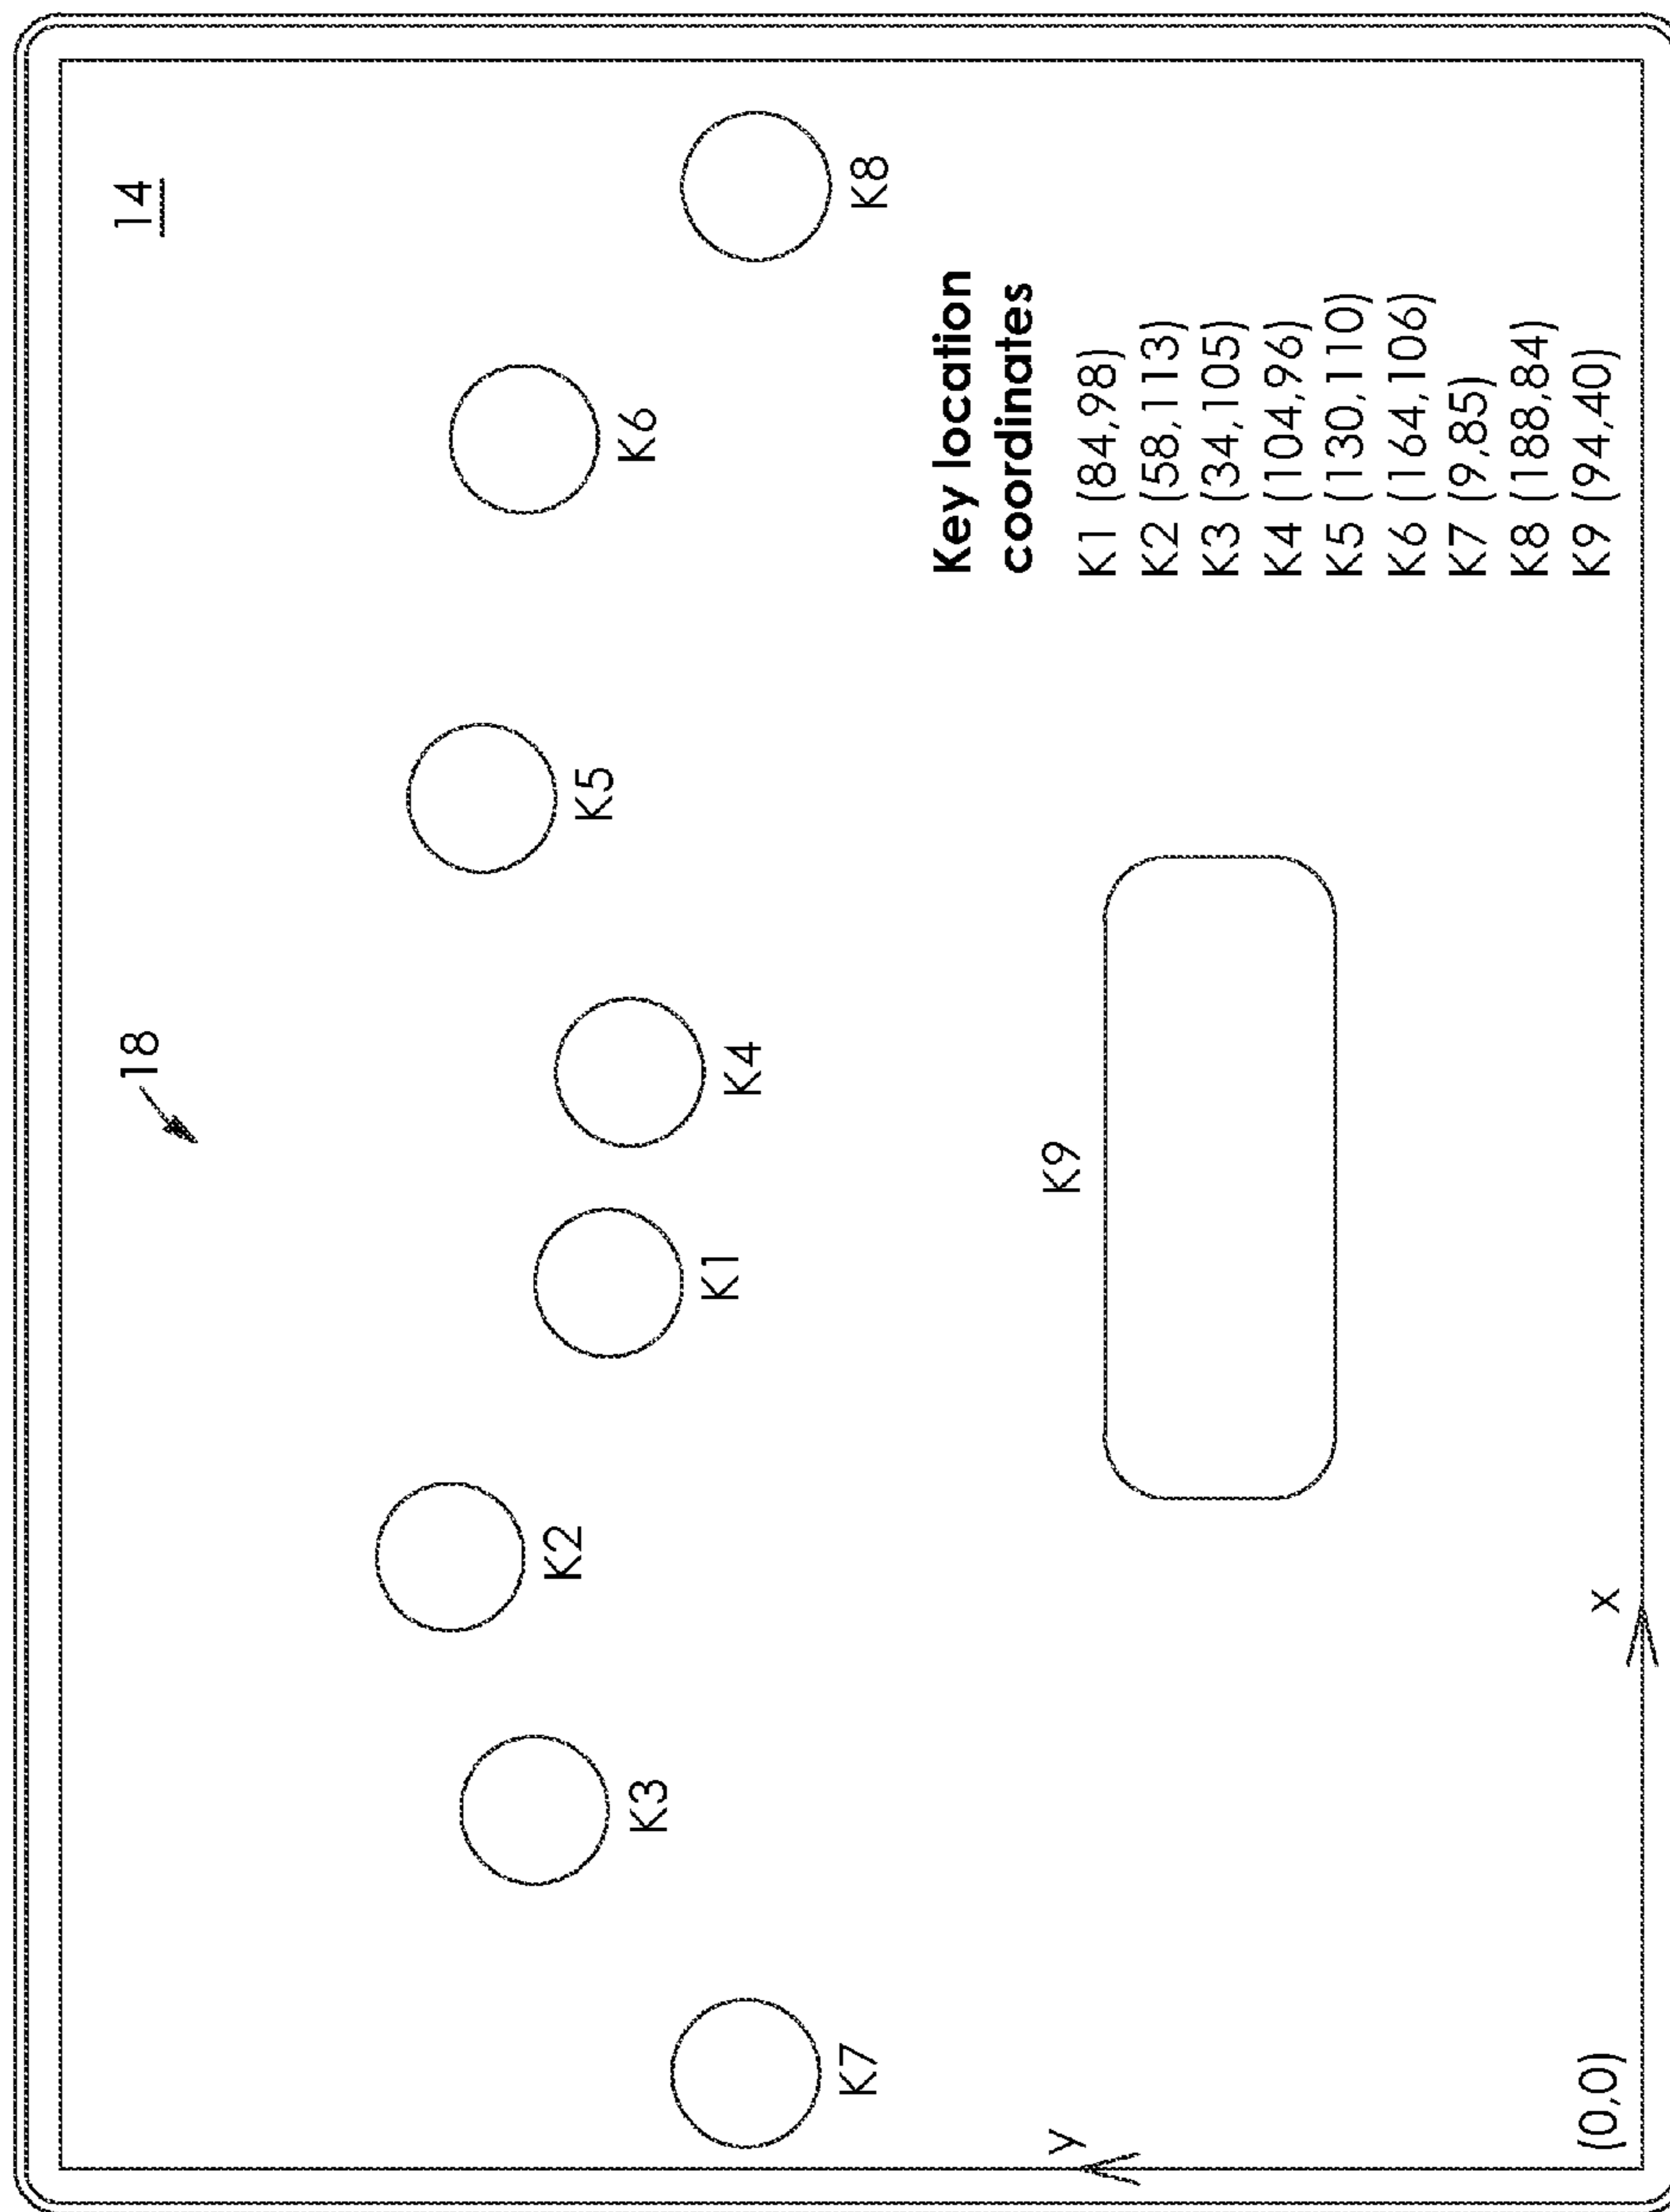 14
18
K8
K6
K5
K4
K1
K2
K3
K7
K9
Key location
coordinates
K1 (84,98)
K2 (58,113)
K3 (34,105)
K4 (104,96)
K5 (130,110)
K6 (164,106)
K7 (9,85)
K8 (188,84)
K9 (94,40)
y
x
(0,0)